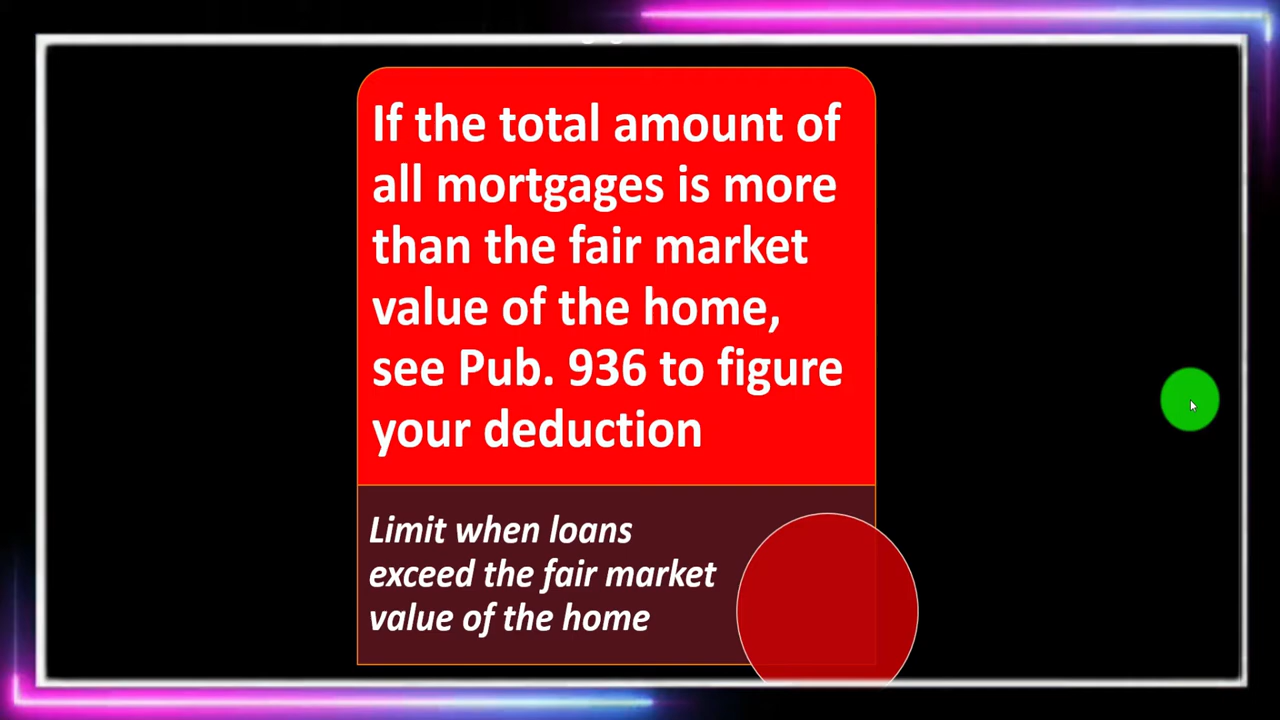 If the total amount of
all mortgages is more
than the fair market
value of the home,
see Pub. 936 to figure
your deduction
Limit when loans
exceed the fair market
value of the home